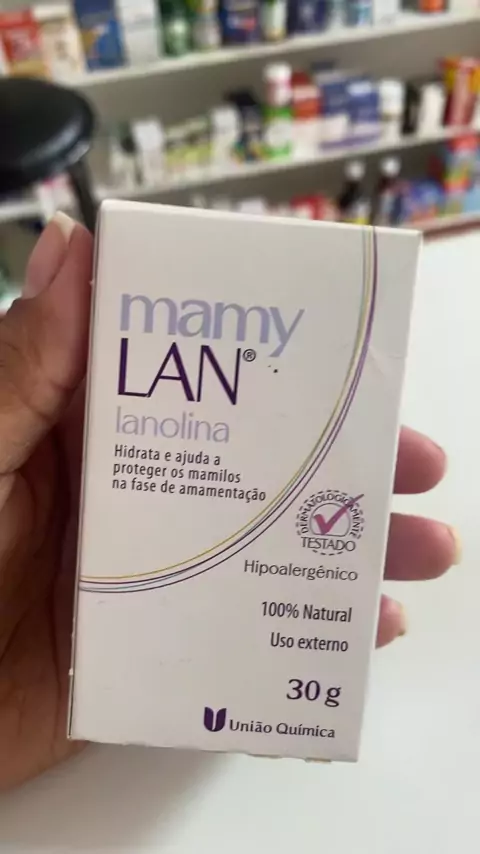 mamy
LAN®
lanolina
Hidrata e ajuda a
proteger os mamilos
na fase de amamentação
DERMATOLOGICAMENTE
TESTADO
Hipoalergênico
100% Natural
Uso externo
30 g
União Química